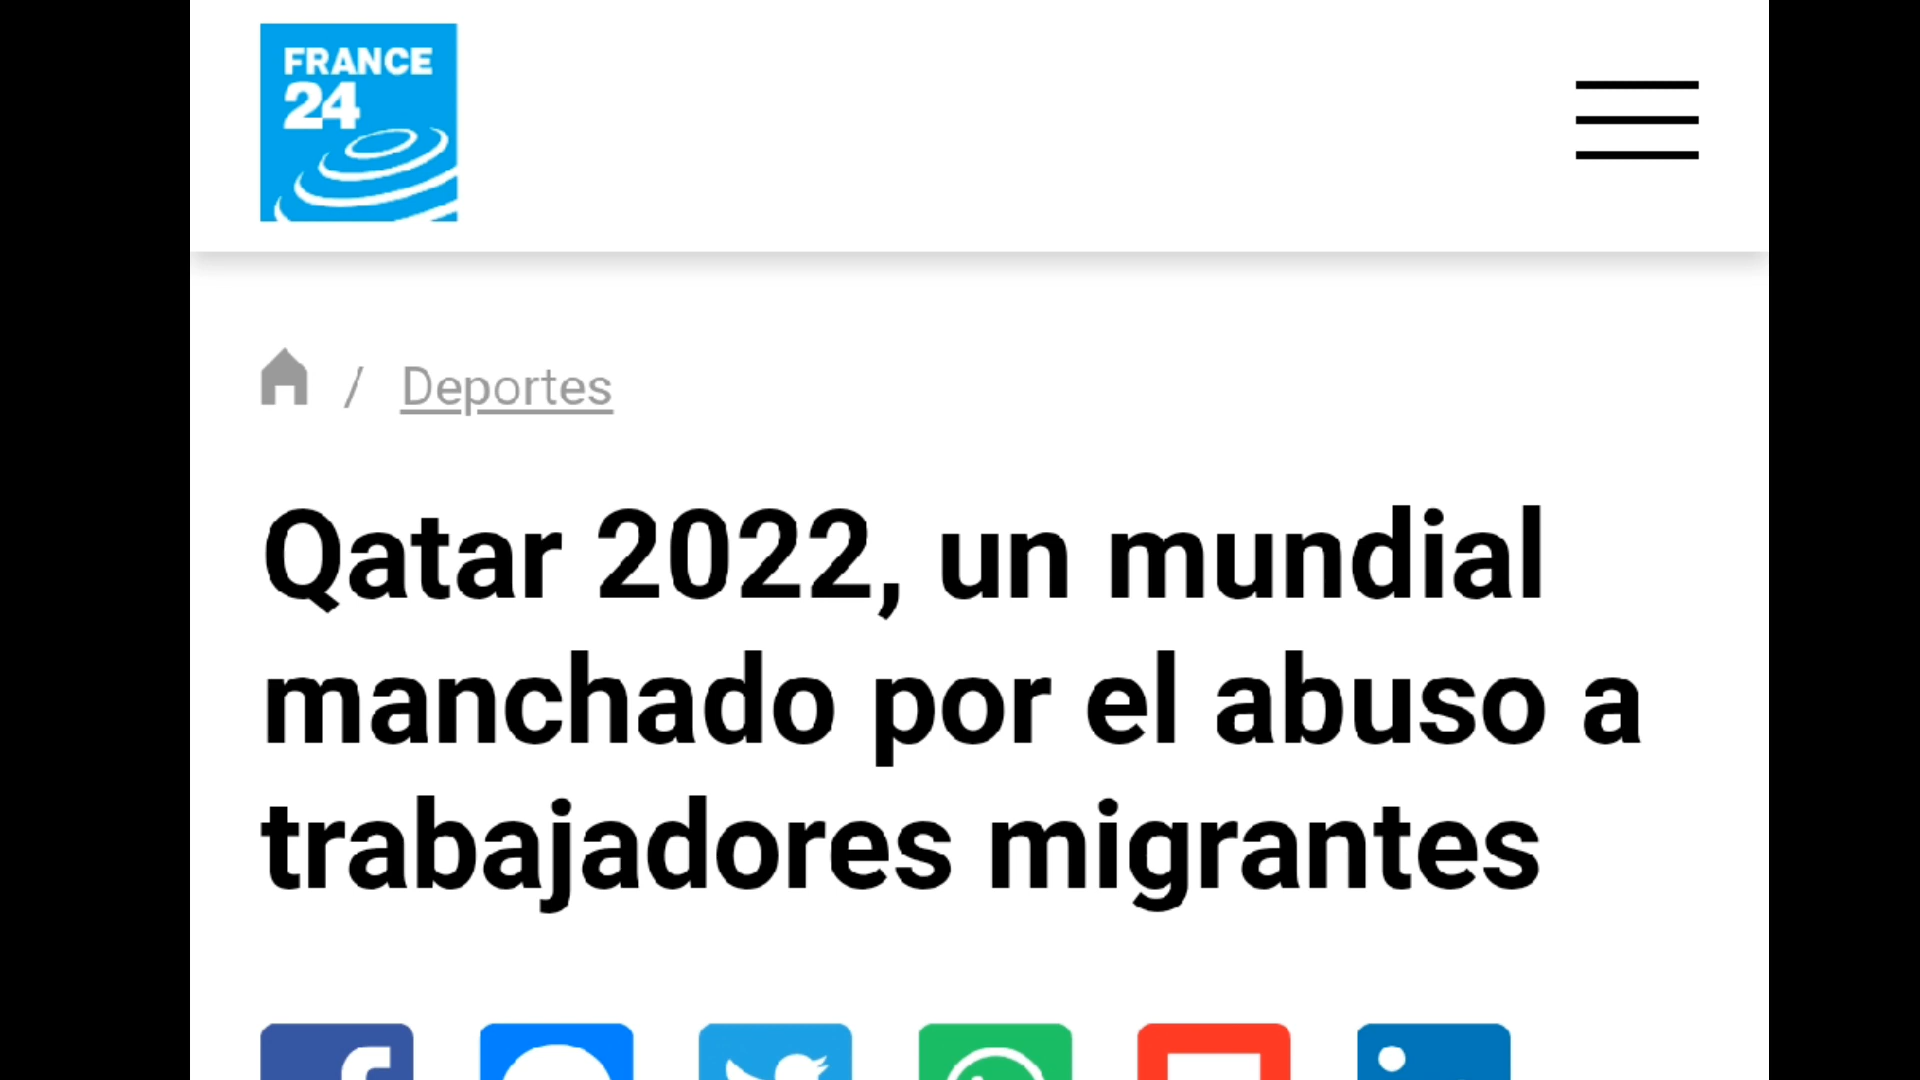 FRANCE
24
/ Deportes
Qatar 2022, un mundial
manchado por el abuso a
trabajadores migrantes